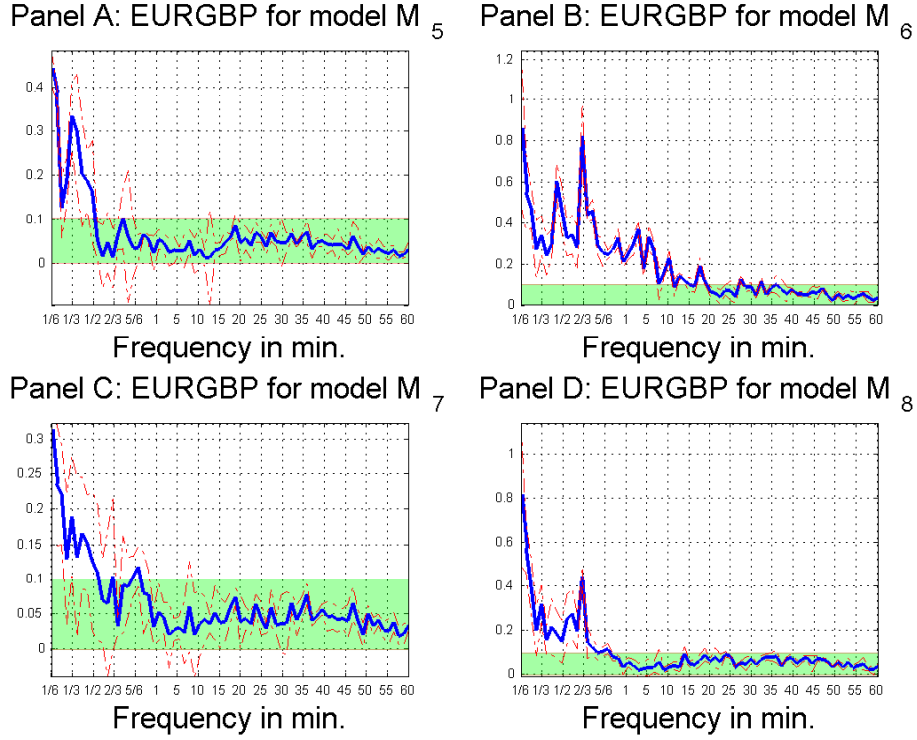 Panel A: EURGBP for model M 5
Panel B: EURGBP for model M 6
0.4
0.3
0.2
0.1
0
1/6 1/3 1/2 2/3 5/6 1 5 10 15 20 25 30 35 40 45 50 55 60
Frequency in min.
1.2
1
0.8
0.6
0.4
0.2
0
1/6 1/3 1/2 2/3 5/6 1 5 10 15 20 25 30 35 40 45 50 55 60
Frequency in min.
Panel C: EURGBP for model M 7
Panel D: EURGBP for model M 8
0.3
0.25
0.2
0.15
0.1
0.05
0
1/6 1/3 1/2 2/3 5/6 1 5 10 15 20 25 30 35 40 45 50 55 60
Frequency in min.
1
0.8
0.6
0.4
0.2
0
1/6 1/3 1/2 2/3 5/6 1 5 10 15 20 25 30 35 40 45 50 55 60
Frequency in min.